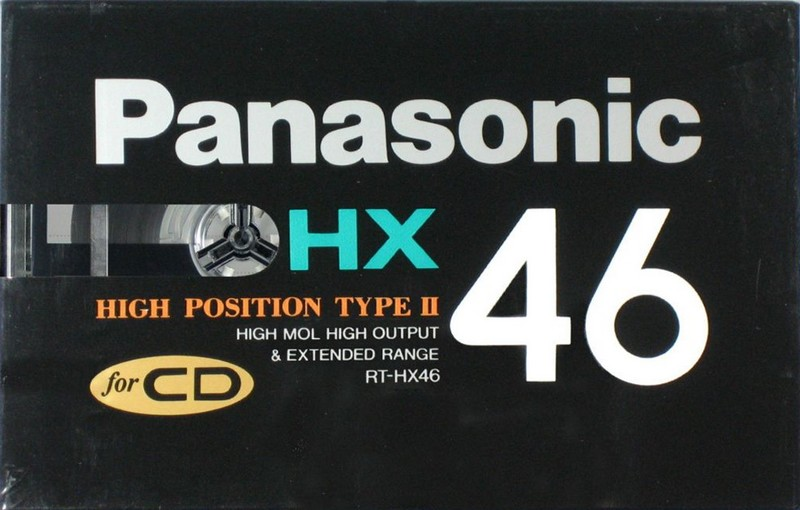 Panasonic
HX 46
HIGH POSITION TYPE II
HIGH MOL HIGH OUTPUT
& EXTENDED RANGE
RT-HX46
for CD